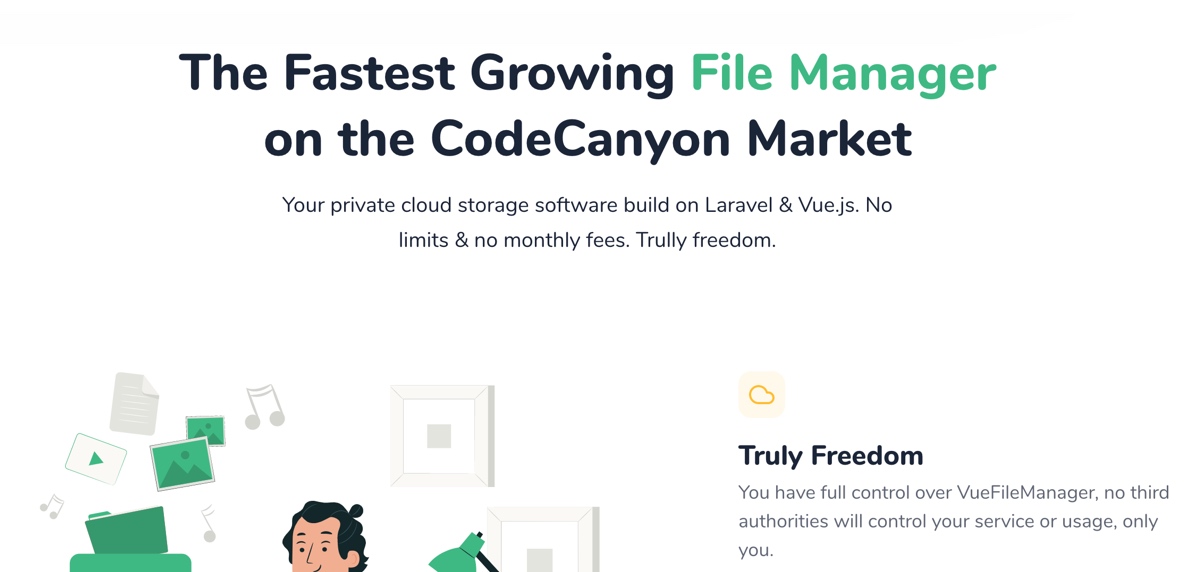 The Fastest Growing File Manager
on the CodeCanyon Market
Your private cloud storage software build on Laravel & Vue.js. No
limits & no monthly fees. Trully freedom.
Truly Freedom
You have full control over VueFileManager, no third
authorities will control your service or usage, only
you.